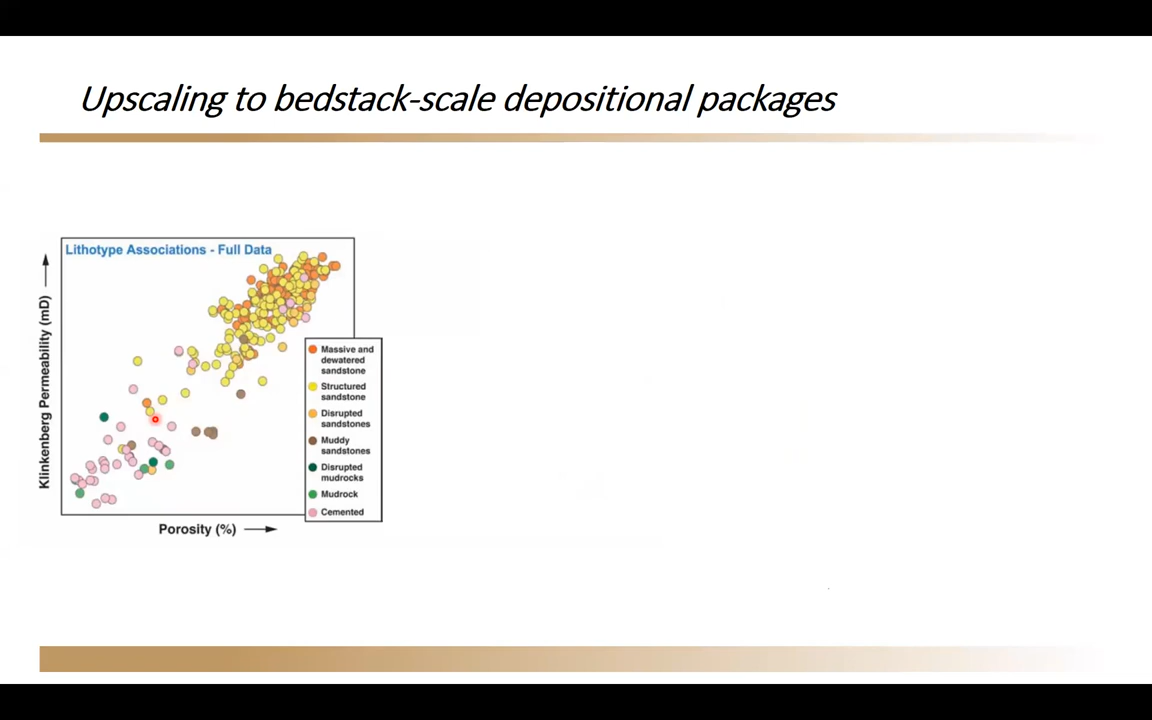 Upscaling to bedstack-scale depositional packages
Lithotype Associations - Full Data
Klinkenberg Permeability (mD)
Massive and
dewatered
sandstone
Structured
sandstone
Disrupted
sandstones
Muddy
sandstones
Disrupted
mudrocks
Mudrock
Cemented
Porosity (%)